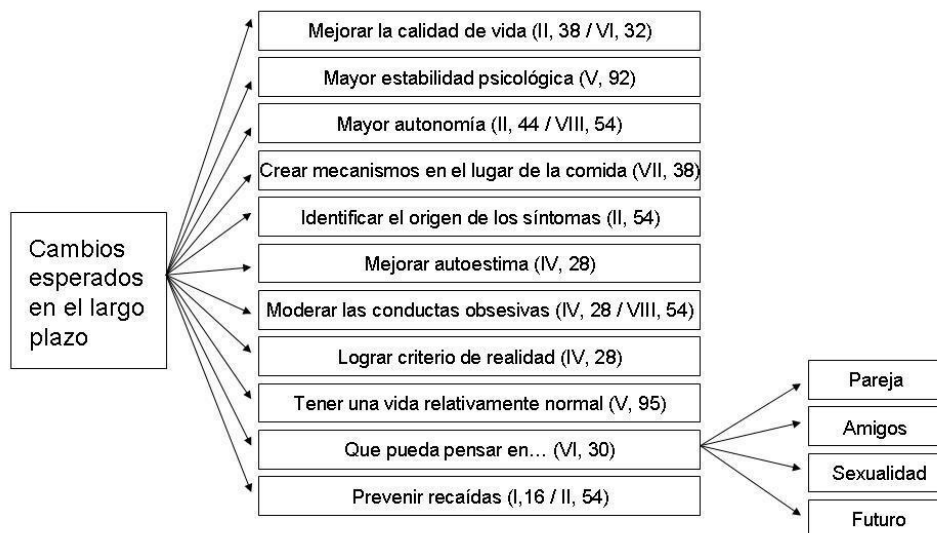 Mejorar la calidad de vida (II, 38 / VI, 32)
Mayor estabilidad psicológica (V, 92)
Mayor autonomía (II, 44 / VIII, 54)
Crear mecanismos en el lugar de la comida (VII, 38)
Identificar el origen de los síntomas (II, 54)
Cambios
esperados
en el largo
plazo
Mejorar autoestima (IV, 28)
Moderar las conductas obsesivas (IV, 28 / VIII, 54)
Lograr criterio de realidad (IV, 28)
Tener una vida relativamente normal (V, 95)
Que pueda pensar en... (VI, 30)
Prevenir recaídas (I,16 / II, 54)
Pareja
Amigos
Sexualidad
Futuro